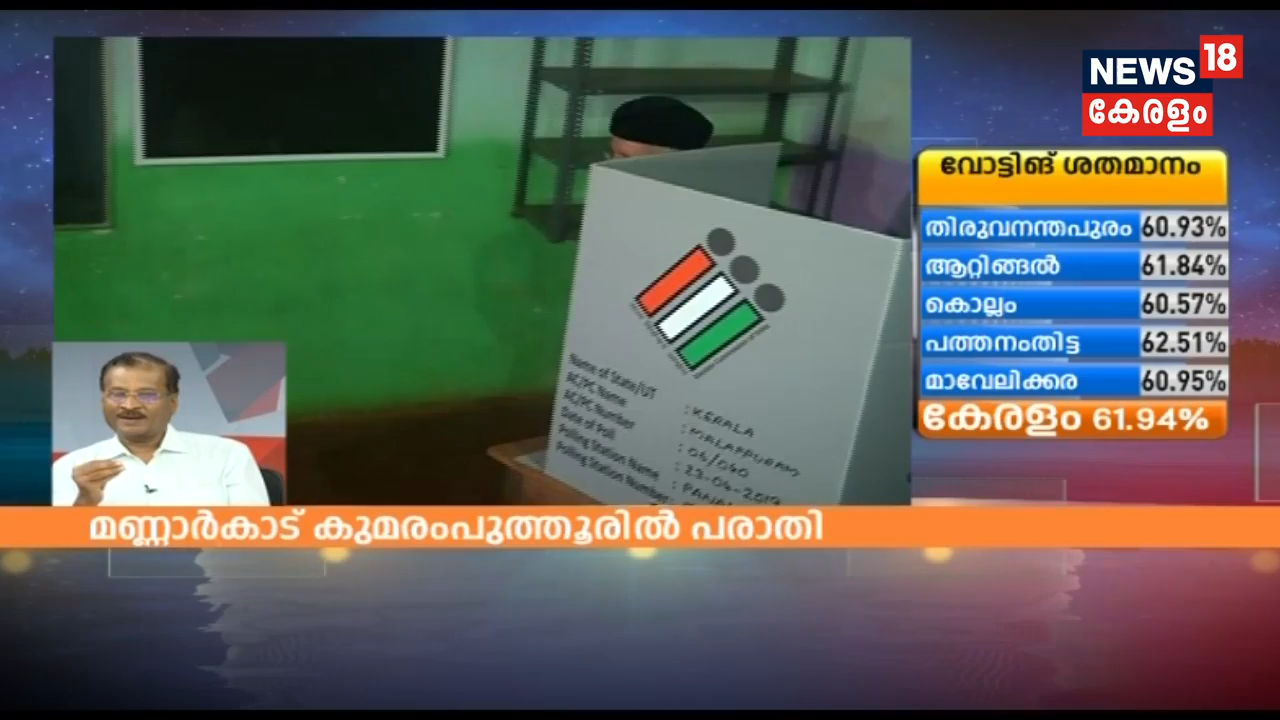 NEWS 18
കേരളം
വോട്ടിങ് ശതമാനം
തിരുവനന്തപുരം 60.93%
ആറ്റിങ്ങൽ 61.84%
കൊല്ലം 60.57%
പത്തനംതിട്ട 62.51%
മാവേലിക്കര 60.95%
കേരളം 61.94%
Name of State/UT : KERALA
AC/PC Name : MALAPPURAM
AC/PC Number : 06/040
Date of Poll : 23-04-2019
Polling Station Name :
Polling Station Number :
മണ്ണാർകാട് കുമരംപുത്തൂരിൽ പരാതി